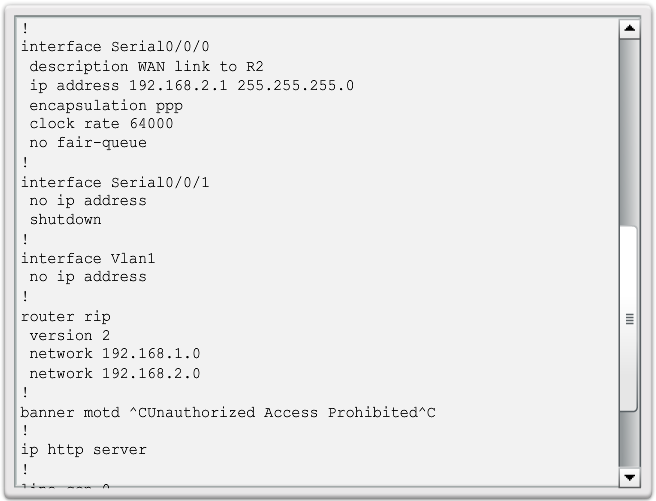 !
interface Serial0/0/0
 description WAN link to R2
 ip address 192.168.2.1 255.255.255.0
 encapsulation ppp
 clock rate 64000
 no fair-queue
!
interface Serial0/0/1
 no ip address
 shutdown
!
interface Vlan1
 no ip address
!
router rip
 version 2
 network 192.168.1.0
 network 192.168.2.0
!
banner motd ^CUnauthorized Access Prohibited^C
!
ip http server
!
line con 0